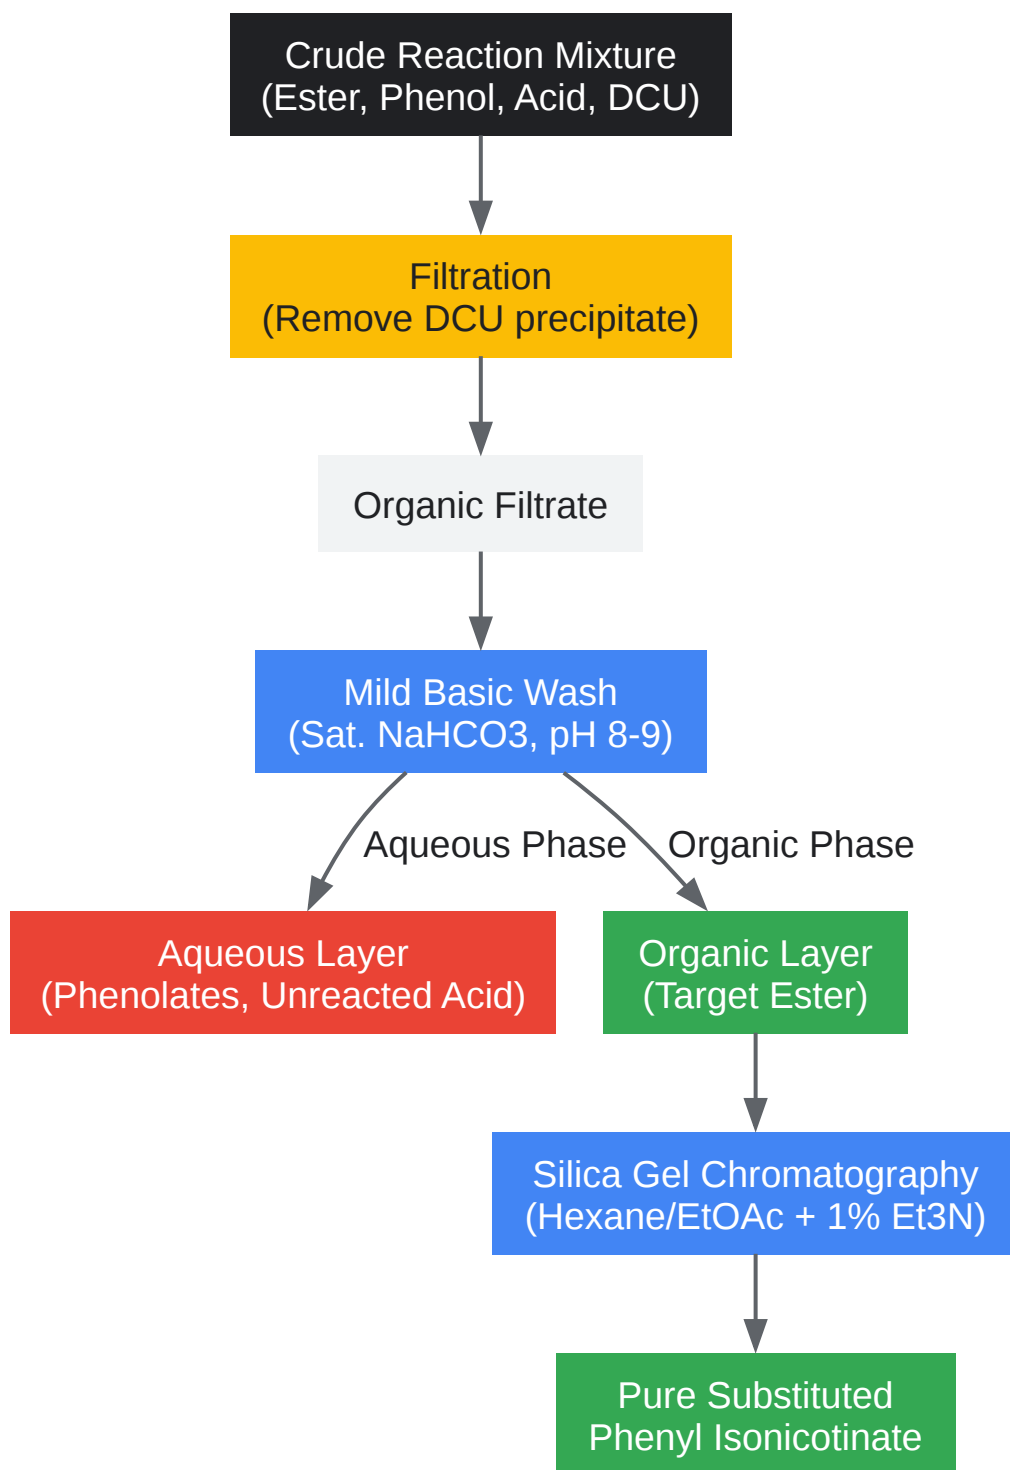 Crude Reaction Mixture
(Ester, Phenol, Acid, DCU)
Filtration
(Remove DCU precipitate)
Organic Filtrate
Mild Basic Wash
(Sat. NaHCO3, pH 8-9)
Aqueous Phase
Organic Phase
Aqueous Layer
(Phenolates, Unreacted Acid)
Organic Layer
(Target Ester)
Silica Gel Chromatography
(Hexane/EtOAc + 1% Et3N)
Pure Substituted
Phenyl Isonicotinate